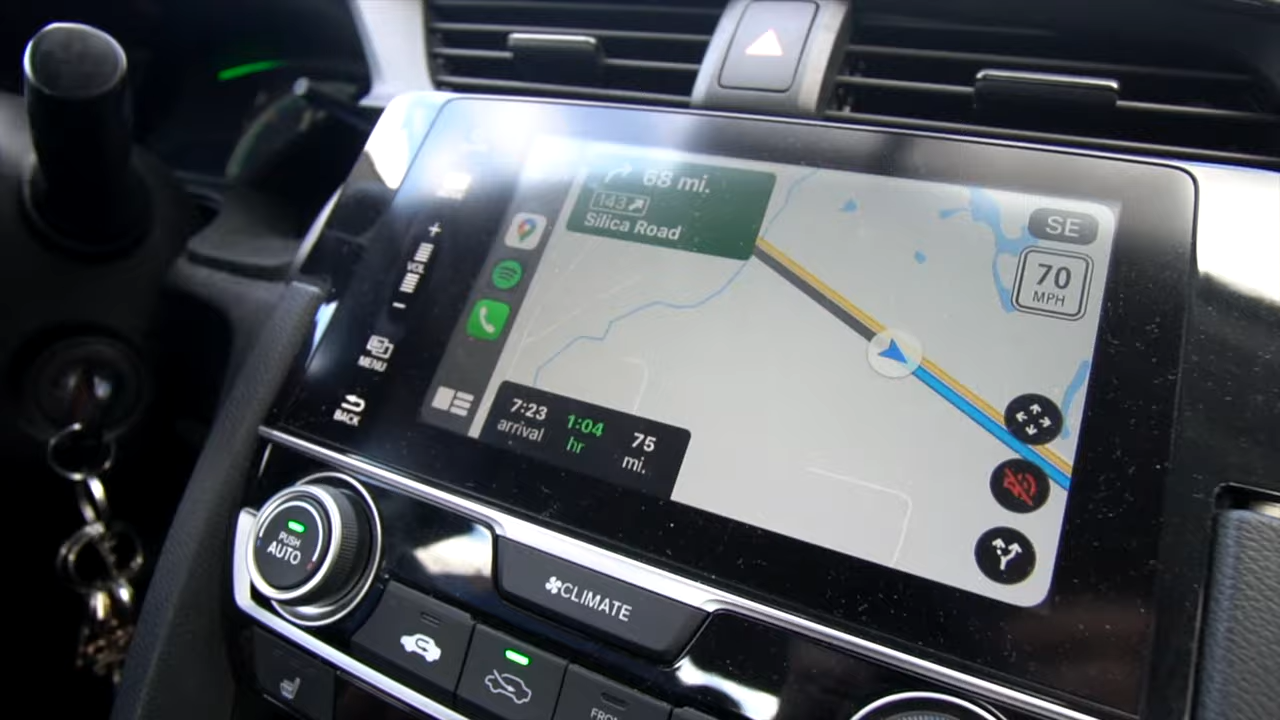 68 mi.
143
Silica Road
SE
70
MPH
+
VOL
-
MENU
BACK
7:23
arrival
1:04
hr
75
mi.
PUSH
AUTO
CLIMATE